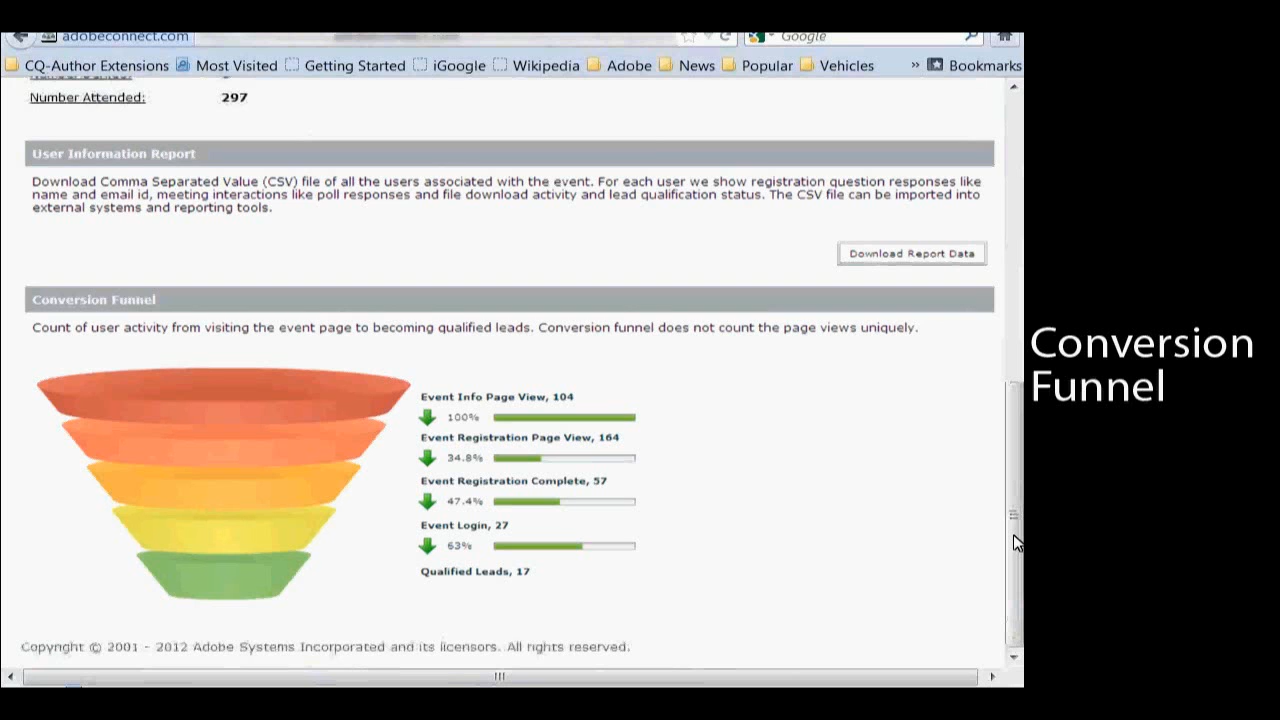 adobeconnect.com
Google
CQ-Author Extensions Most Visited Getting Started iGoogle Wikipedia Adobe News Popular Vehicles » Bookmarks
Number Attended: 297
User Information Report
Download Comma Separated Value (CSV) file of all the users associated with the event. For each user we show registration question responses like
name and email id, meeting interactions like poll responses and file download activity and lead qualification status. The CSV file can be imported into
external systems and reporting tools.
Download Report Data
Conversion Funnel
Count of user activity from visiting the event page to becoming qualified leads. Conversion funnel does not count the page views uniquely.
Event Info Page View, 104
100%
Event Registration Page View, 164
34.8%
Event Registration Complete, 57
47.4%
Event Login, 27
63%
Qualified Leads, 17
Copyright © 2001 - 2012 Adobe Systems Incorporated and its licensors. All rights reserved.
Conversion
Funnel